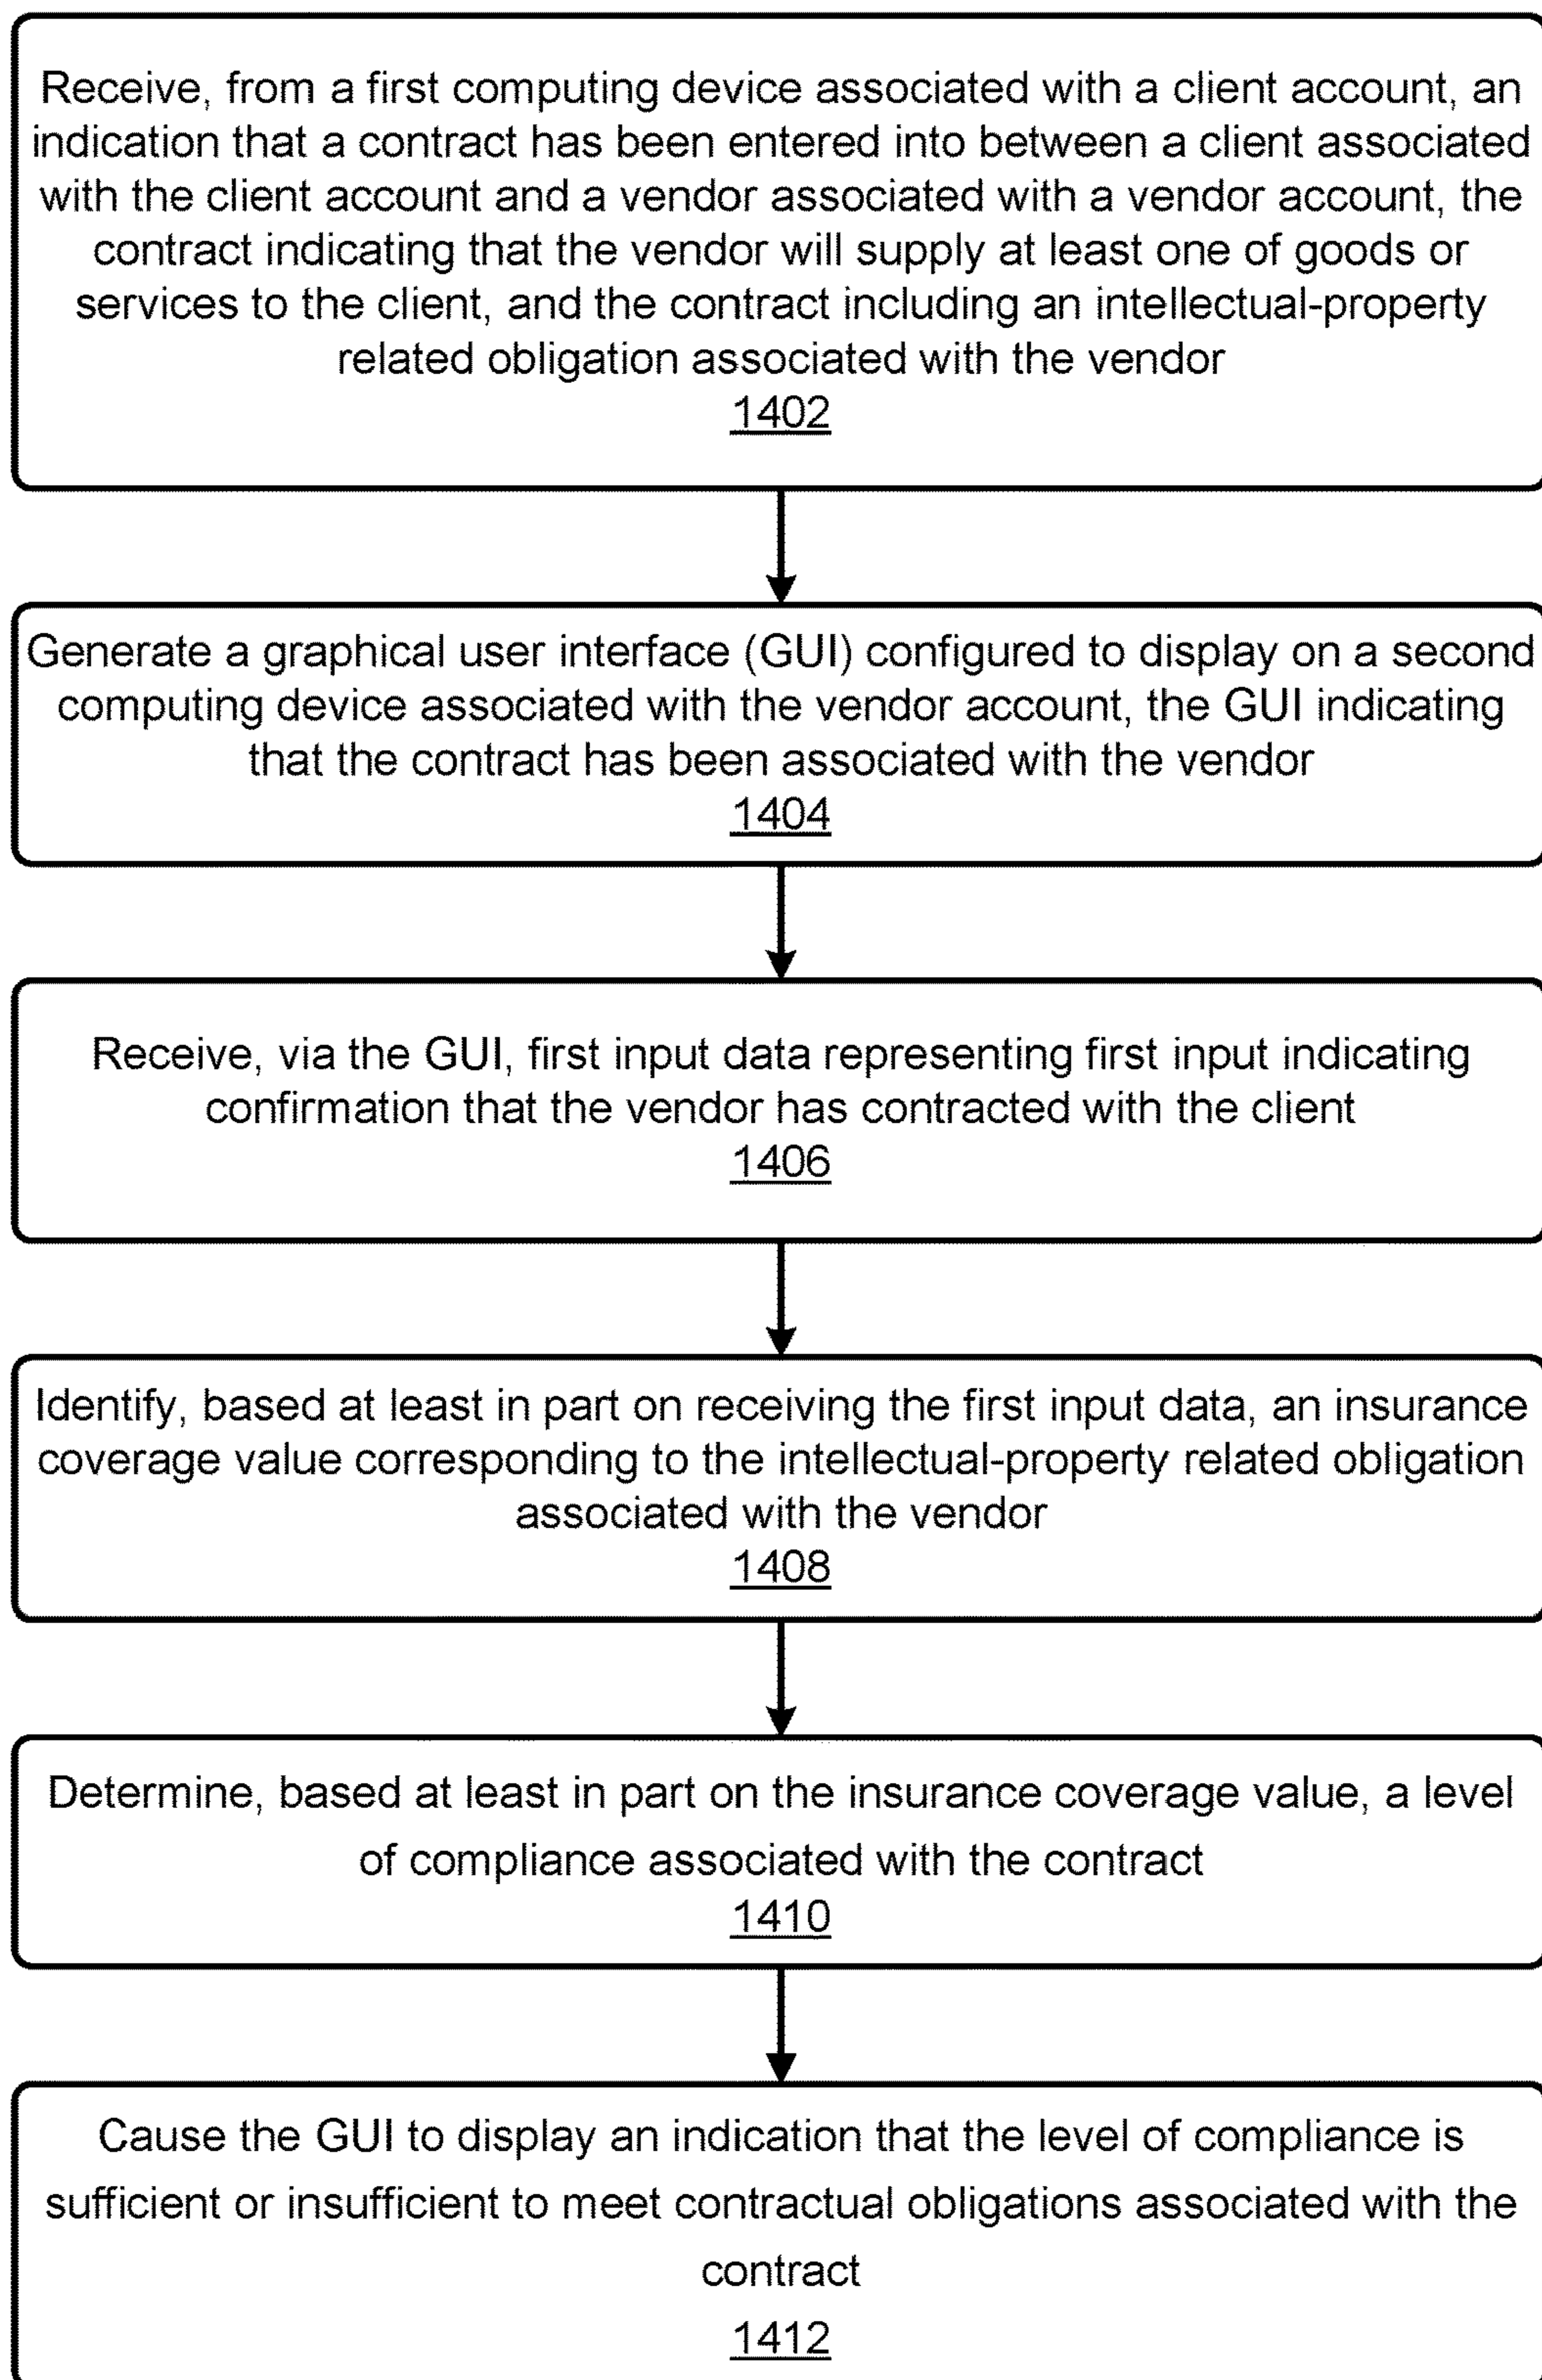 Receive, from a first computing device associated with a client account, an
indication that a contract has been entered into between a client associated
with the client account and a vendor associated with a vendor account, the
contract indicating that the vendor will supply at least one of goods or
services to the client, and the contract including an intellectual-property
related obligation associated with the vendor
1402
Generate a graphical user interface (GUI) configured to display on a second
computing device associated with the vendor account, the GUI indicating
that the contract has been associated with the vendor
1404
Receive, via the GUI, first input data representing first input indicating
confirmation that the vendor has contracted with the client
1406
Identify, based at least in part on receiving the first input data, an insurance
coverage value corresponding to the intellectual-property related obligation
associated with the vendor
1408
Determine, based at least in part on the insurance coverage value, a level
of compliance associated with the contract
1410
Cause the GUI to display an indication that the level of compliance is
sufficient or insufficient to meet contractual obligations associated with the
contract
1412